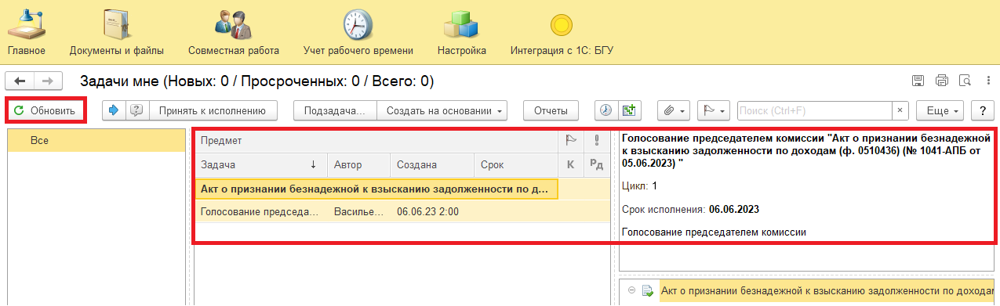 Главное Документы и файлы Совместная работа Учет рабочего времени Настройка Интеграция с 1С: БГУ
Задачи мне (Новых: 0 / Просроченных: 0 / Всего: 0)
Обновить Принять к исполнению Подзадача... Создать на основании Отчеты Поиск (Ctrl+F) × Еще ?
Все
Предмет
Задача ↓ Автор Создана Срок К Рд
Акт о признании безнадежной к взысканию задолженности по д...
Голосование председа... Василье... 06.06.23 2:00
Голосование председателем комиссии "Акт о признании безнадежной
к взысканию задолженности по доходам (ф. 0510436) (№ 1041-АПБ от
05.06.2023) "
Цикл: 1
Срок исполнения: 06.06.2023
Голосование председателем комиссии
Акт о признании безнадежной к взысканию задолженности по доходам